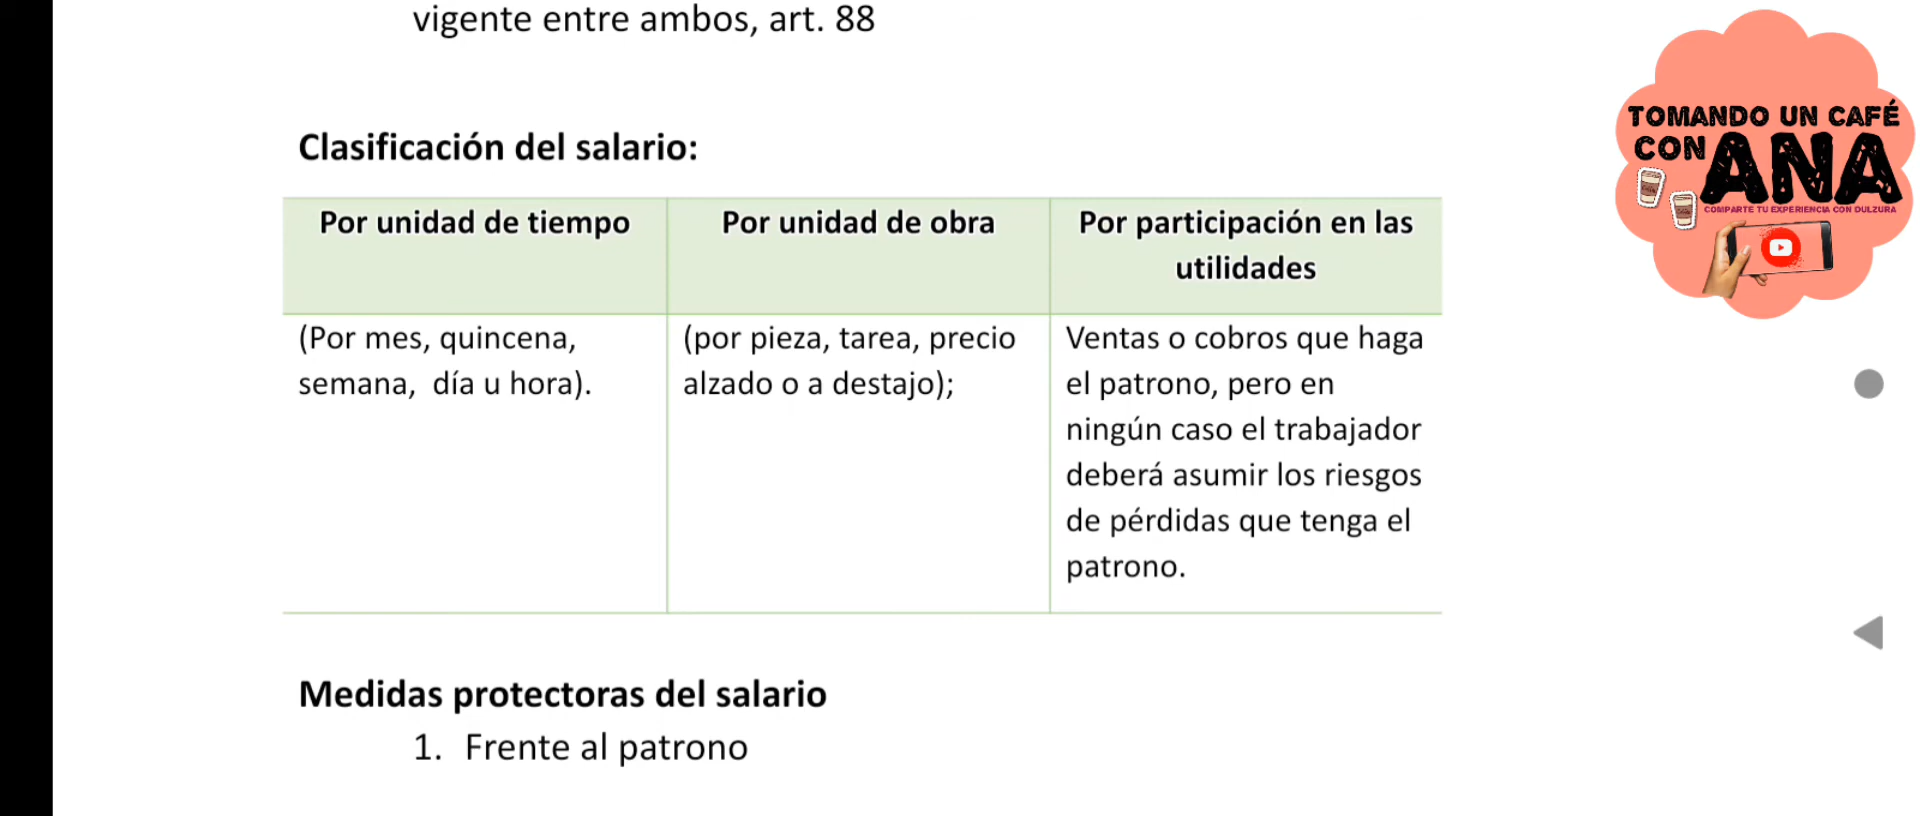 vigente entre ambos, art. 88
Clasificación del salario:
Por unidad de tiempo
Por unidad de obra
Por participación en las
utilidades
(Por mes, quincena,
semana,  día u hora).
(por pieza, tarea, precio
alzado o a destajo);
Ventas o cobros que haga
el patrono, pero en
ningún caso el trabajador
deberá asumir los riesgos
de pérdidas que tenga el
patrono.
Medidas protectoras del salario
1. Frente al patrono
TOMANDO UN CAFÉ
CON ANA
COMPARTE TU EXPERIENCIA CON DULZURA